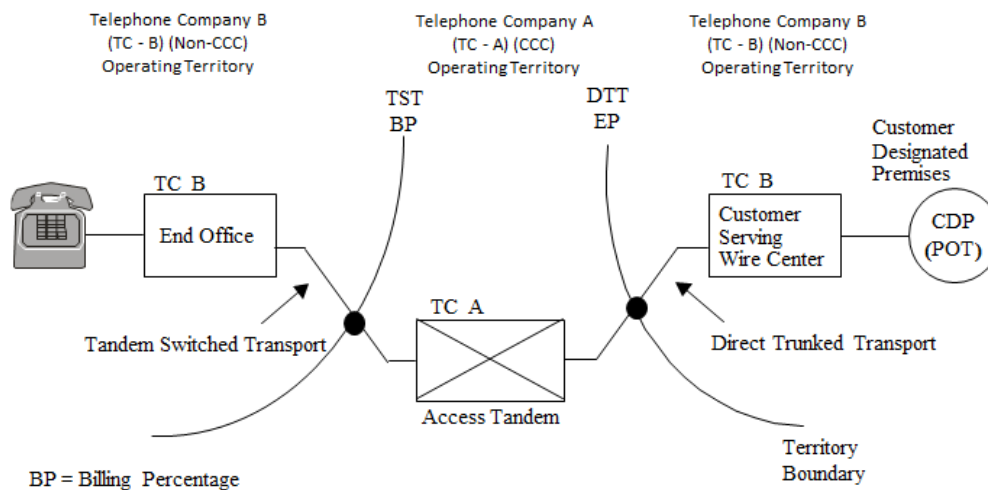 Telephone Company B
(TC - B) (Non-CCC)
Operating Territory
Telephone Company A
(TC - A) (CCC)
Operating Territory
Telephone Company B
(TC - B) (Non-CCC)
Operating Territory
TST
BP
DTT
EP
Customer
Designated
Premises
TC B
End Office
TC B
Customer
Serving
Wire Center
CDP
(POT)
TC A
Tandem Switched Transport
Direct Trunked Transport
Access Tandem
Territory
Boundary
BP = Billing Percentage